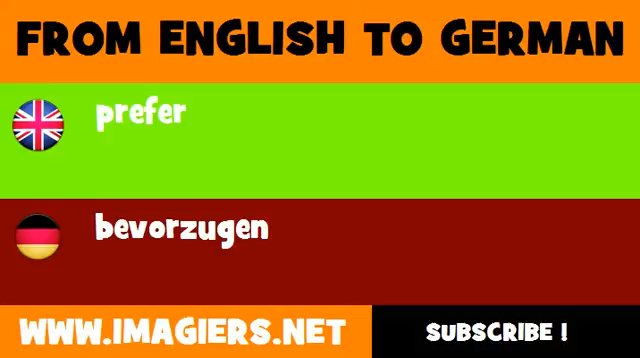 FROM ENGLISH TO GERMAN
prefer
bevorzugen
WWW.IMAGIERS.NET
SUBSCRIBE !